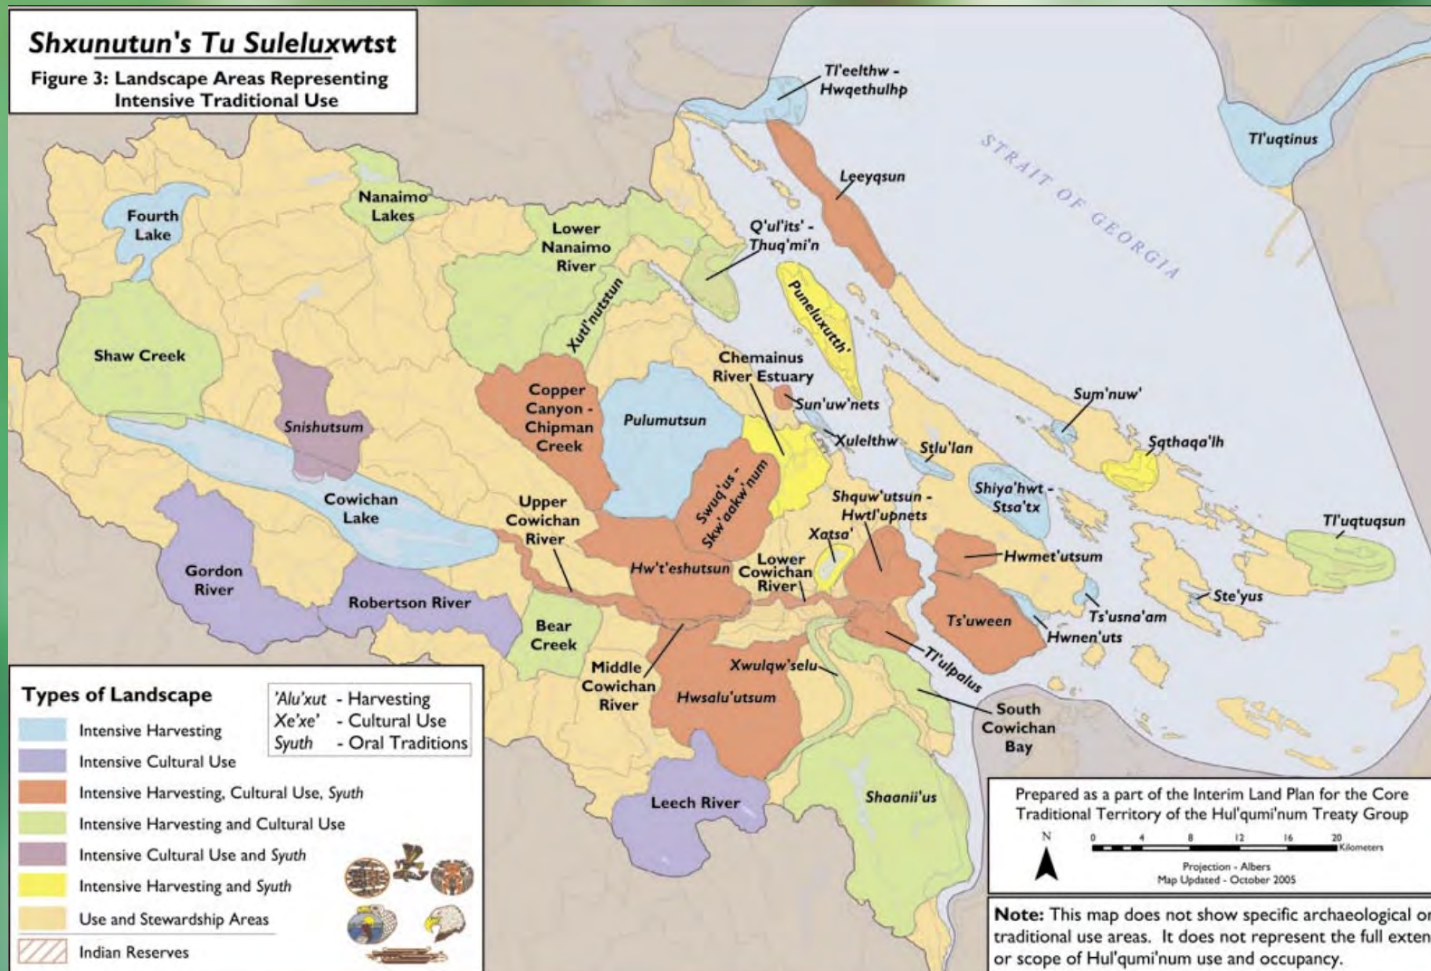 Shxunutun's Tu Suleluxwtst
Figure 3: Landscape Areas Representing
Intensive Traditional Use
Tl'eelthw -
Hwqethulhp
Tl'uqtinus
STRAIT OF GEORGIA
Leeyqsun
Nanaimo
Lakes
Fourth
Lake
Lower
Nanaimo
River
Q'ul'its' -
Thuq'mi'n
Xutl'nutstun
Puneluxutth'
Shaw Creek
Chemainus
River Estuary
Copper
Canyon -
Chipman
Creek
Sun'uw'nets
Sum'nuw'
Snishutsum
Pulumutsun
Xulelthw
Stlu'lan
Sqthaqa'lh
Swuq'us -
Skw'aakw'num
Shiya'hwt -
Stsa'tx
Cowichan
Lake
Upper
Cowichan
River
Shquw'utsun -
Hwtl'upnets
Xatsa'
Tl'uqtuqsun
Hwmet'utsum
Lower
Cowichan
River
Hw't'eshutsun
Gordon
River
Robertson River
Ste'yus
Ts'usna'am
Ts'uween
Hwnen'uts
Bear
Creek
Tl'ulpalus
Middle
Cowichan
River
Xwulqw'selu
Hwsalu'utsum
South
Cowichan
Bay
Leech River
Shaanii'us
Types of Landscape
'Alu'xut - Harvesting
Xe'xe' - Cultural Use
Syuth - Oral Traditions
Intensive Harvesting
Intensive Cultural Use
Intensive Harvesting, Cultural Use, Syuth
Intensive Harvesting and Cultural Use
Intensive Cultural Use and Syuth
Intensive Harvesting and Syuth
Use and Stewardship Areas
Indian Reserves
Prepared as a part of the Interim Land Plan for the Core
Traditional Territory of the Hul'qumi'num Treaty Group
N
0 4 8 12 16 20
Kilometers
Projection - Albers
Map Updated - October 2005
Note: This map does not show specific archaeological or
traditional use areas. It does not represent the full exten
or scope of Hul'qumi'num use and occupancy.